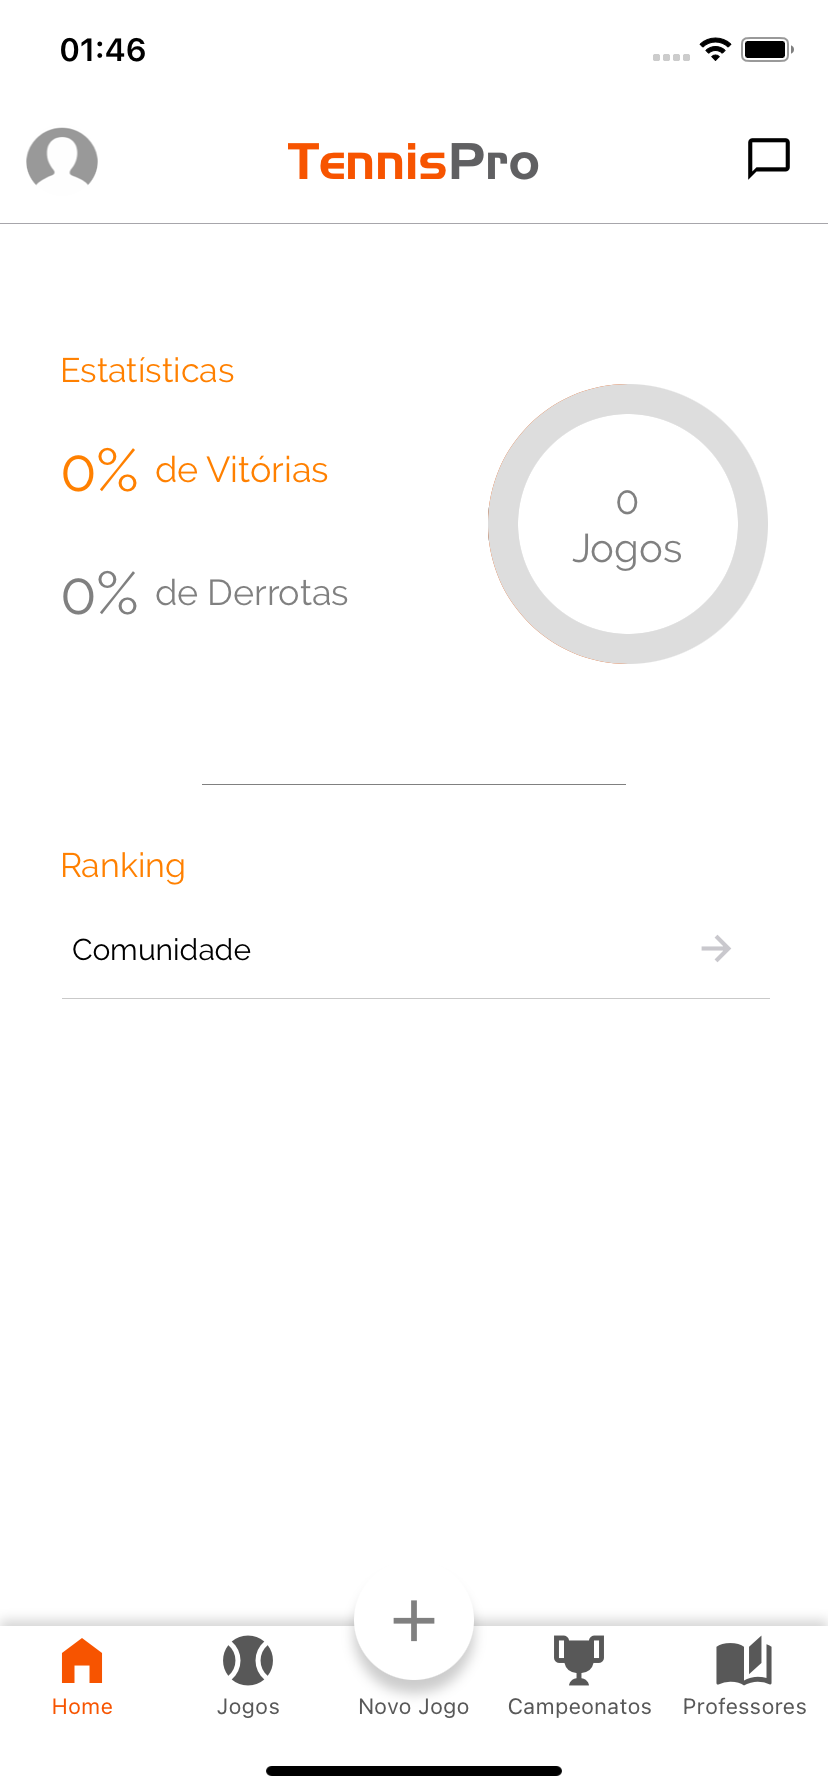 01:46
TennisPro
Estatísticas
0% de Vitórias
0% de Derrotas
0
Jogos
Ranking
Comunidade
Home
Jogos
Novo Jogo
Campeonatos
Professores